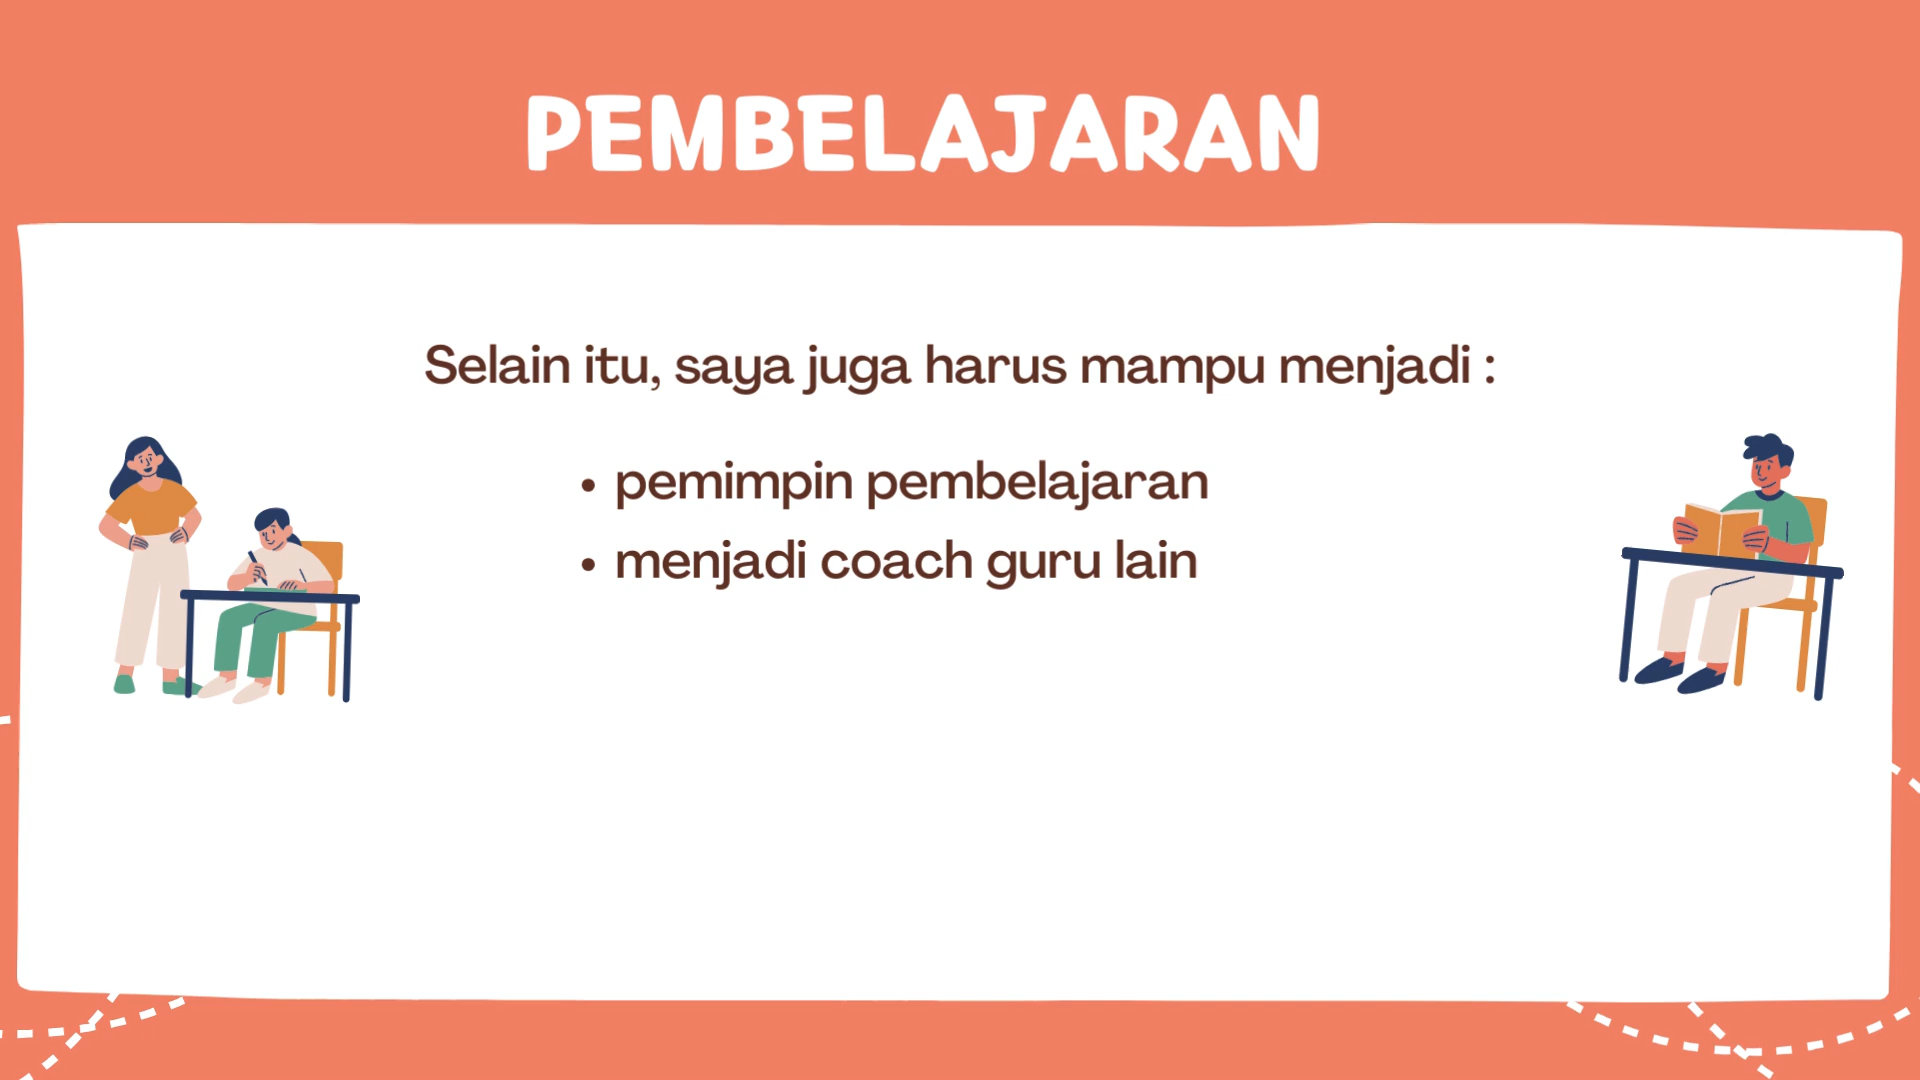 PEMBELAJARAN
Selain itu, saya juga harus mampu menjadi :
• pemimpin pembelajaran
• menjadi coach guru lain